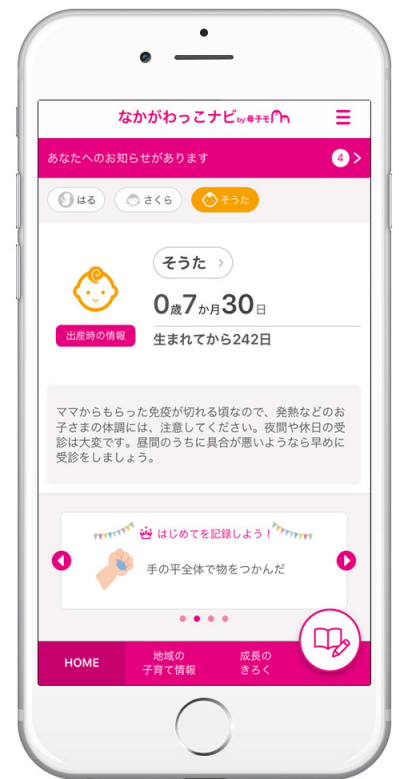 なかがわっこナビby母子モ
あなたへのお知らせがあります 4
はる さくら そうた
そうた
0歳7か月30日
出産時の情報
生まれてから242日
ママからもらった免疫が切れる頃なので、発熱などのお
子さまの体調には、注意してください。夜間や休日の受
診は大変です。昼間のうちに具合が悪いようなら早めに
受診をしましょう。
はじめてを記録しよう!
手の平全体で物をつかんだ
HOME
地域の
子育て情報
成長の
きろく